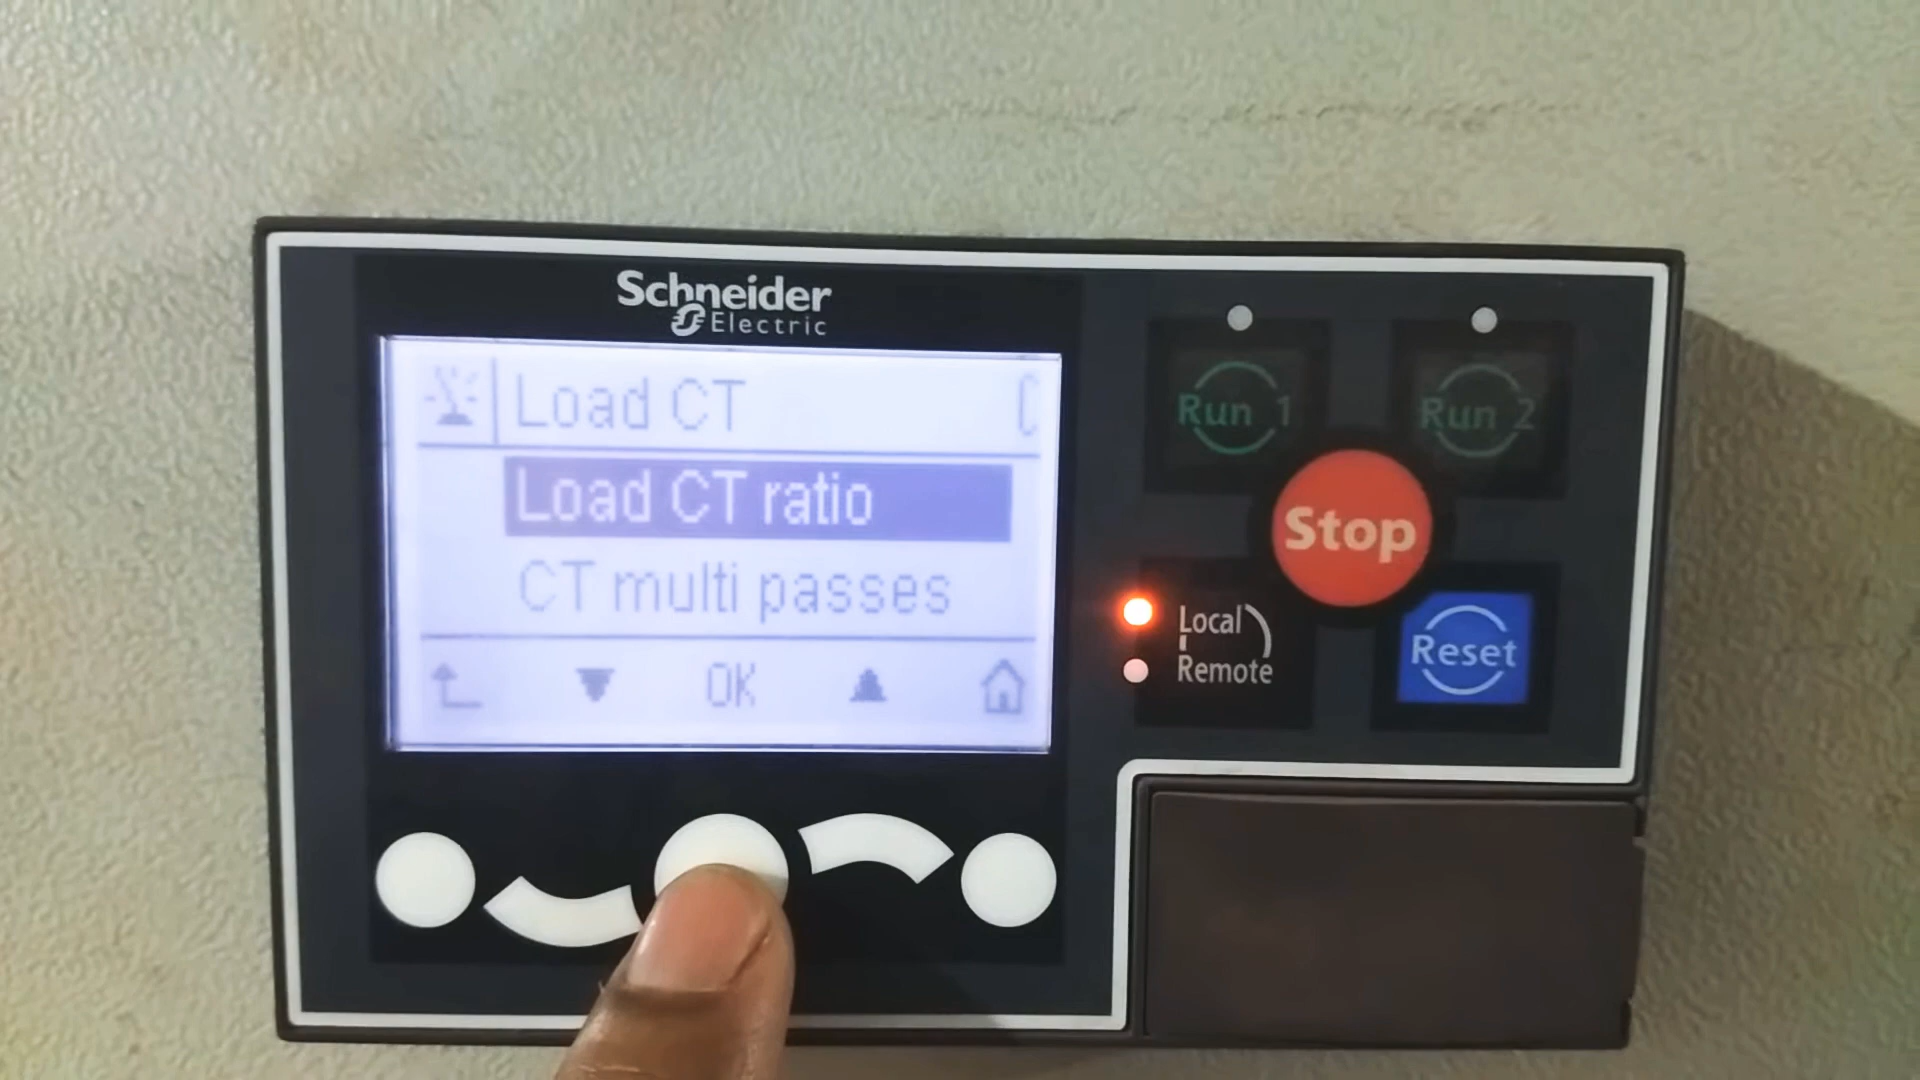 Schneider
Electric
Load CT
Load CT ratio
CT multi passes
OK
Run 1
Run 2
Stop
Local
Remote
Reset